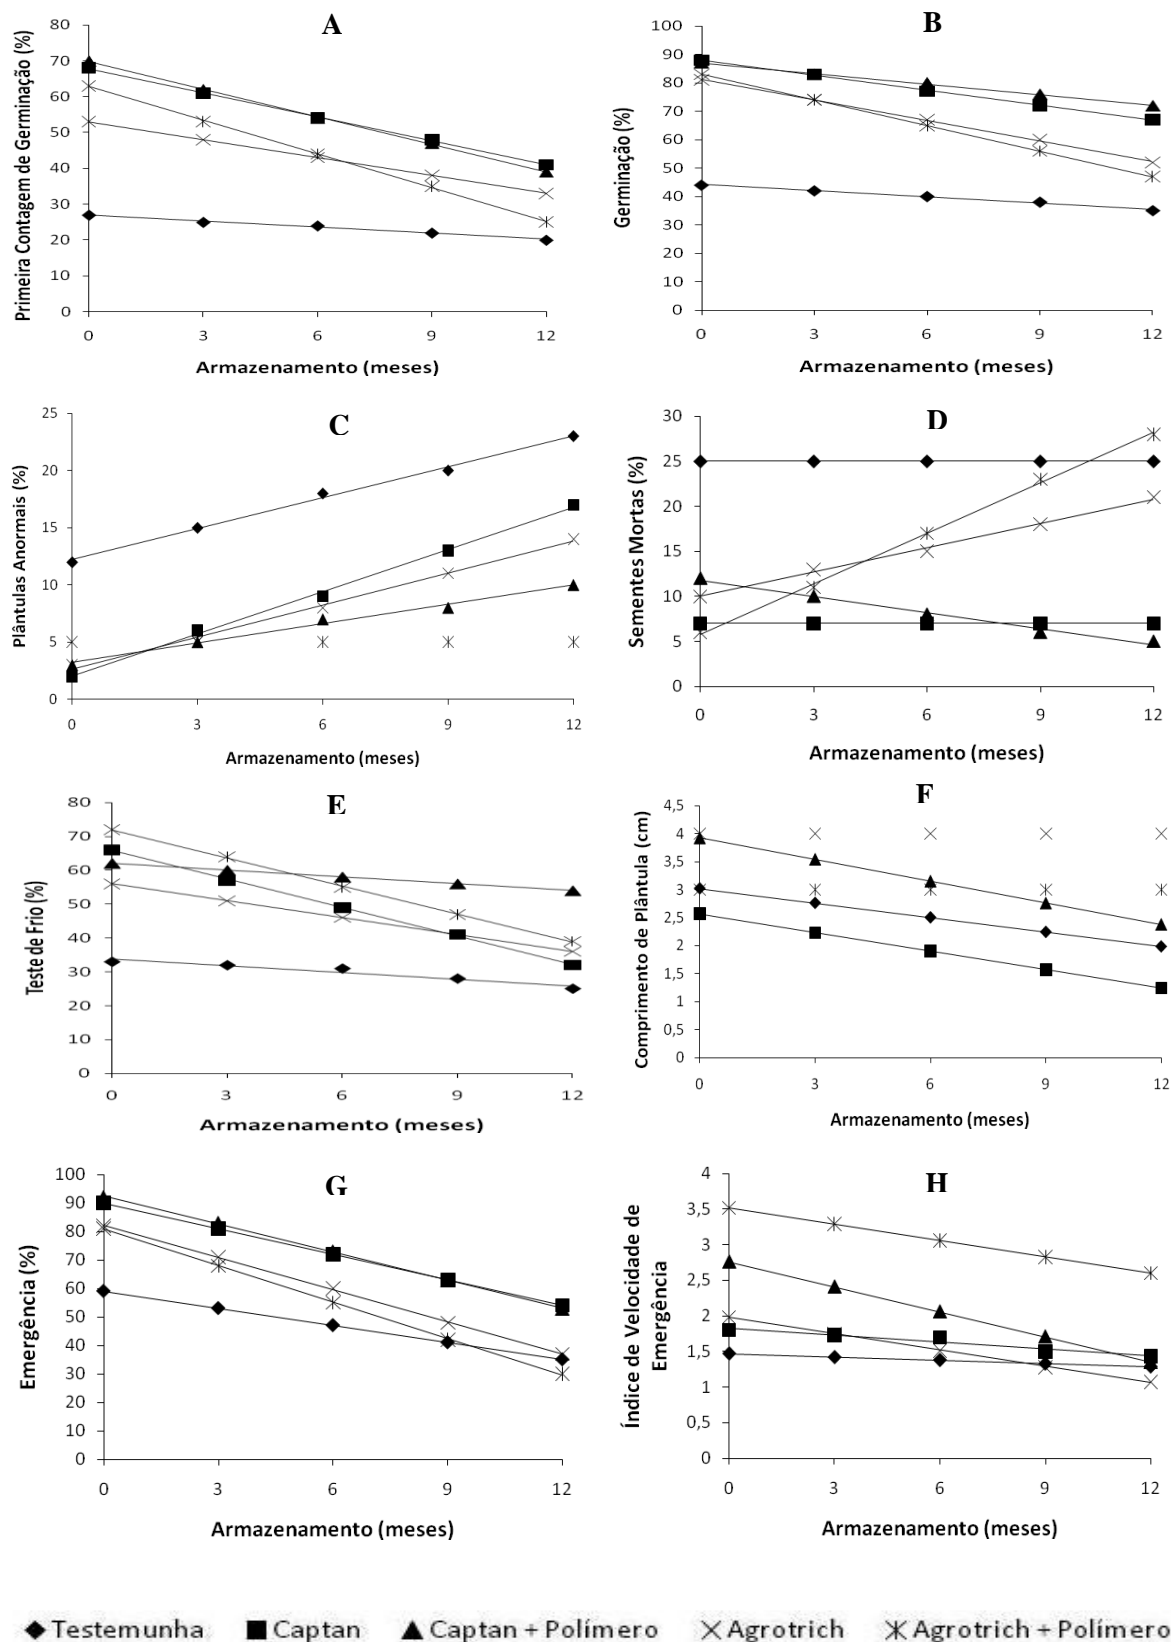 A
Primeira Contagem de Germinação (%)
80
70
60
50
40
30
20
10
0
0 3 6 9 12
Armazenamento (meses)
B
Germinação (%)
100
90
80
70
60
50
40
30
20
10
0
0 3 6 9 12
Armazenamento (meses)
C
Plântulas Anormais (%)
25
20
15
10
5
0
0 3 6 9 12
Armazenamento (meses)
D
Sementes Mortas (%)
30
25
20
15
10
5
0
0 3 6 9 12
Armazenamento (meses)
E
Teste de Frio (%)
80
70
60
50
40
30
20
10
0
0 3 6 9 12
Armazenamento (meses)
F
Comprimento de Plântula (cm)
4,5
4
3,5
3
2,5
2
1,5
1
0,5
0
0 3 6 9 12
Armazenamento (meses)
G
Emergência (%)
100
90
80
70
60
50
40
30
20
10
0
0 3 6 9 12
Armazenamento (meses)
H
Índice de Velocidade de
Emergência
4
3,5
3
2,5
2
1,5
1
0,5
0
0 3 6 9 12
Armazenamento (meses)
Testemunha Captan Captan + Polímero Agrotrich Agrotrich + Polímero